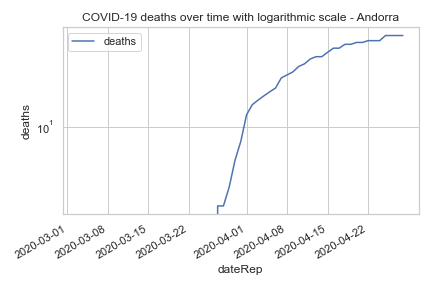 COVID-19 deaths over time with logarithmic scale - Andorra
deaths
deaths
10¹
2020-03-01
2020-03-08
2020-03-15
2020-03-22
2020-04-01
2020-04-08
2020-04-15
2020-04-22
dateRep